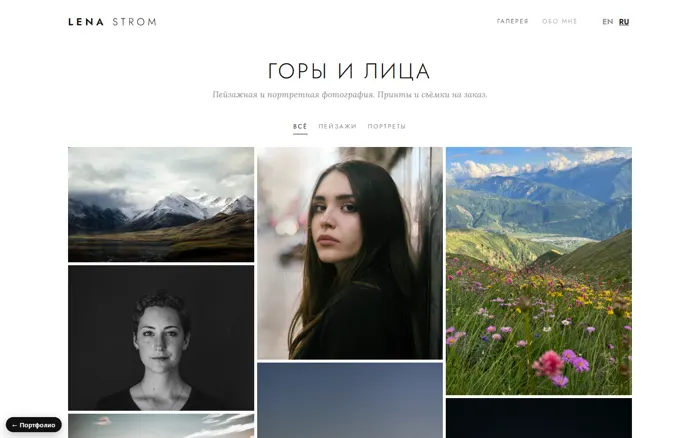 LENA STROM
ГАЛЕРЕЯ ОБО МНЕ EN RU
ГОРЫ И ЛИЦА
Пейзажная и портретная фотография. Принты и съёмки на заказ.
ВСЁ ПЕЙЗАЖИ ПОРТРЕТЫ
← Портфолио